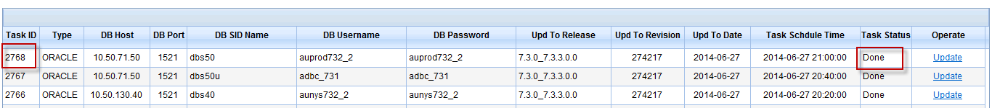 Task ID Type DB Host DB Port DB SID Name DB Username DB Password Upd To Release Upd To Revision Upd To Date Task Schdule Time Task Status Operate
2768 ORACLE 10.50.71.50 1521 dbs50 auprod732_2 auprod732_2 7.3.0_7.3.3.0.0 274217 2014-06-27 2014-06-27 21:00:00 Done Update
2767 ORACLE 10.50.71.50 1521 dbs50u adbc_731 adbc_731 7.3.0_7.3.3.0.0 274217 2014-06-27 2014-06-27 20:40:00 Done Update
2766 ORACLE 10.50.130.40 1521 dbs40 aunys732_2 aunys732_2 7.3.0_7.3.3.0.0 274217 2014-06-27 2014-06-27 20:20:00 Done Update